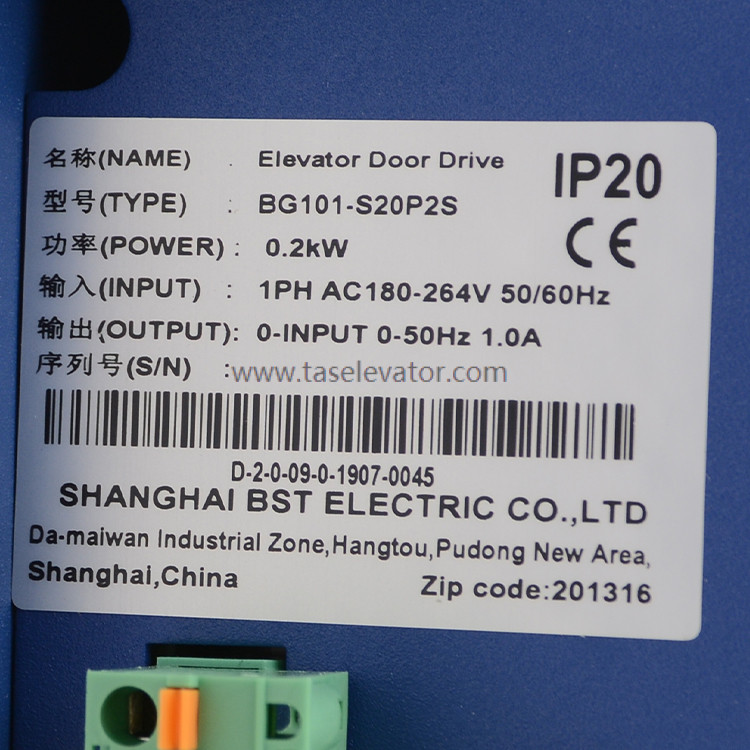 名称(NAME) : Elevator Door Drive
IP20
型号(TYPE) : BG101-S20P2S
CE
功率(POWER) : 0.2kW
输入(INPUT) : 1PH AC180-264V 50/60Hz
输出(OUTPUT): 0-INPUT 0-50Hz 1.0A
序列号(S/N) :
www.taselevator.com
D-2-0-09-0-1907-0045
SHANGHAI BST ELECTRIC CO.,LTD
Da-maiwan Industrial Zone,Hangtou,Pudong New Area,
Shanghai,China
Zip code:201316